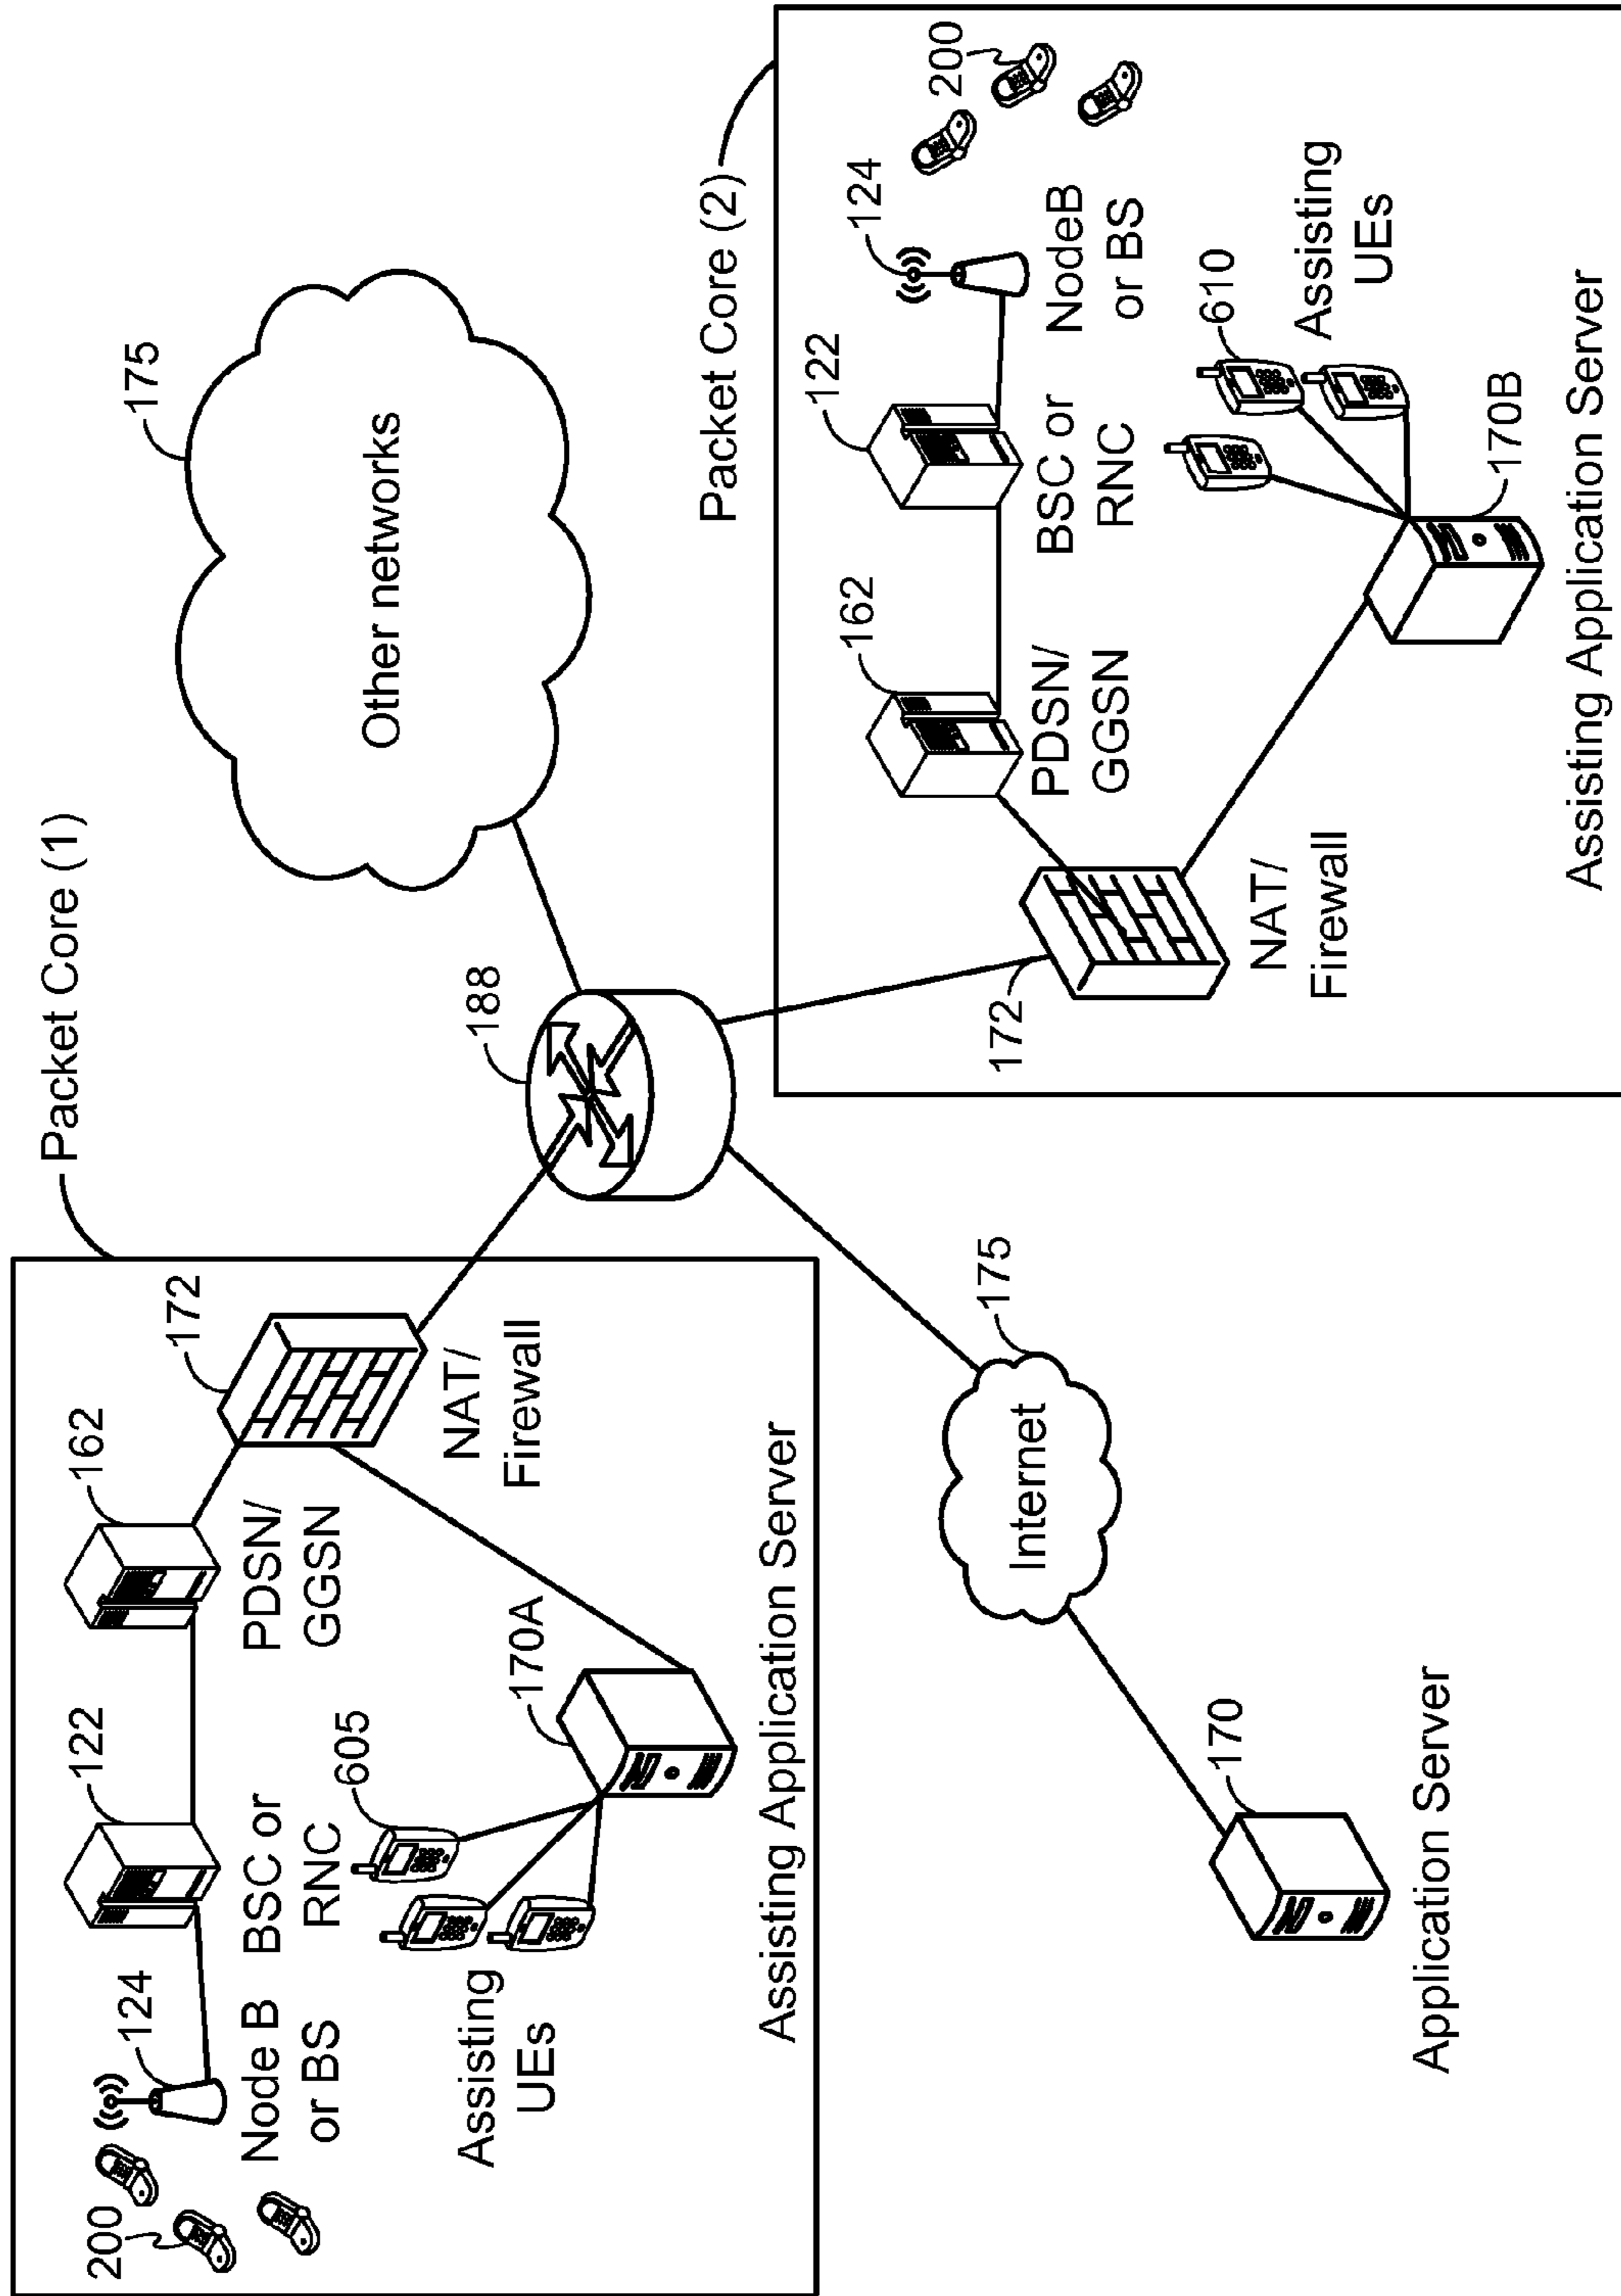 Packet Core (1)
200
124
Node B
or BS
122
BSC or
RNC
162
PDSN/
GGSN
172
NAT/
Firewall
Assisting
UEs
605
170A
Assisting Application Server
188
175
Other networks
175
Internet
170
Application Server
Packet Core (2)
172
NAT/
Firewall
162
PDSN/
GGSN
122
BSC or
RNC
124
NodeB
or BS
200
610
Assisting
UEs
170B
Assisting Application Server